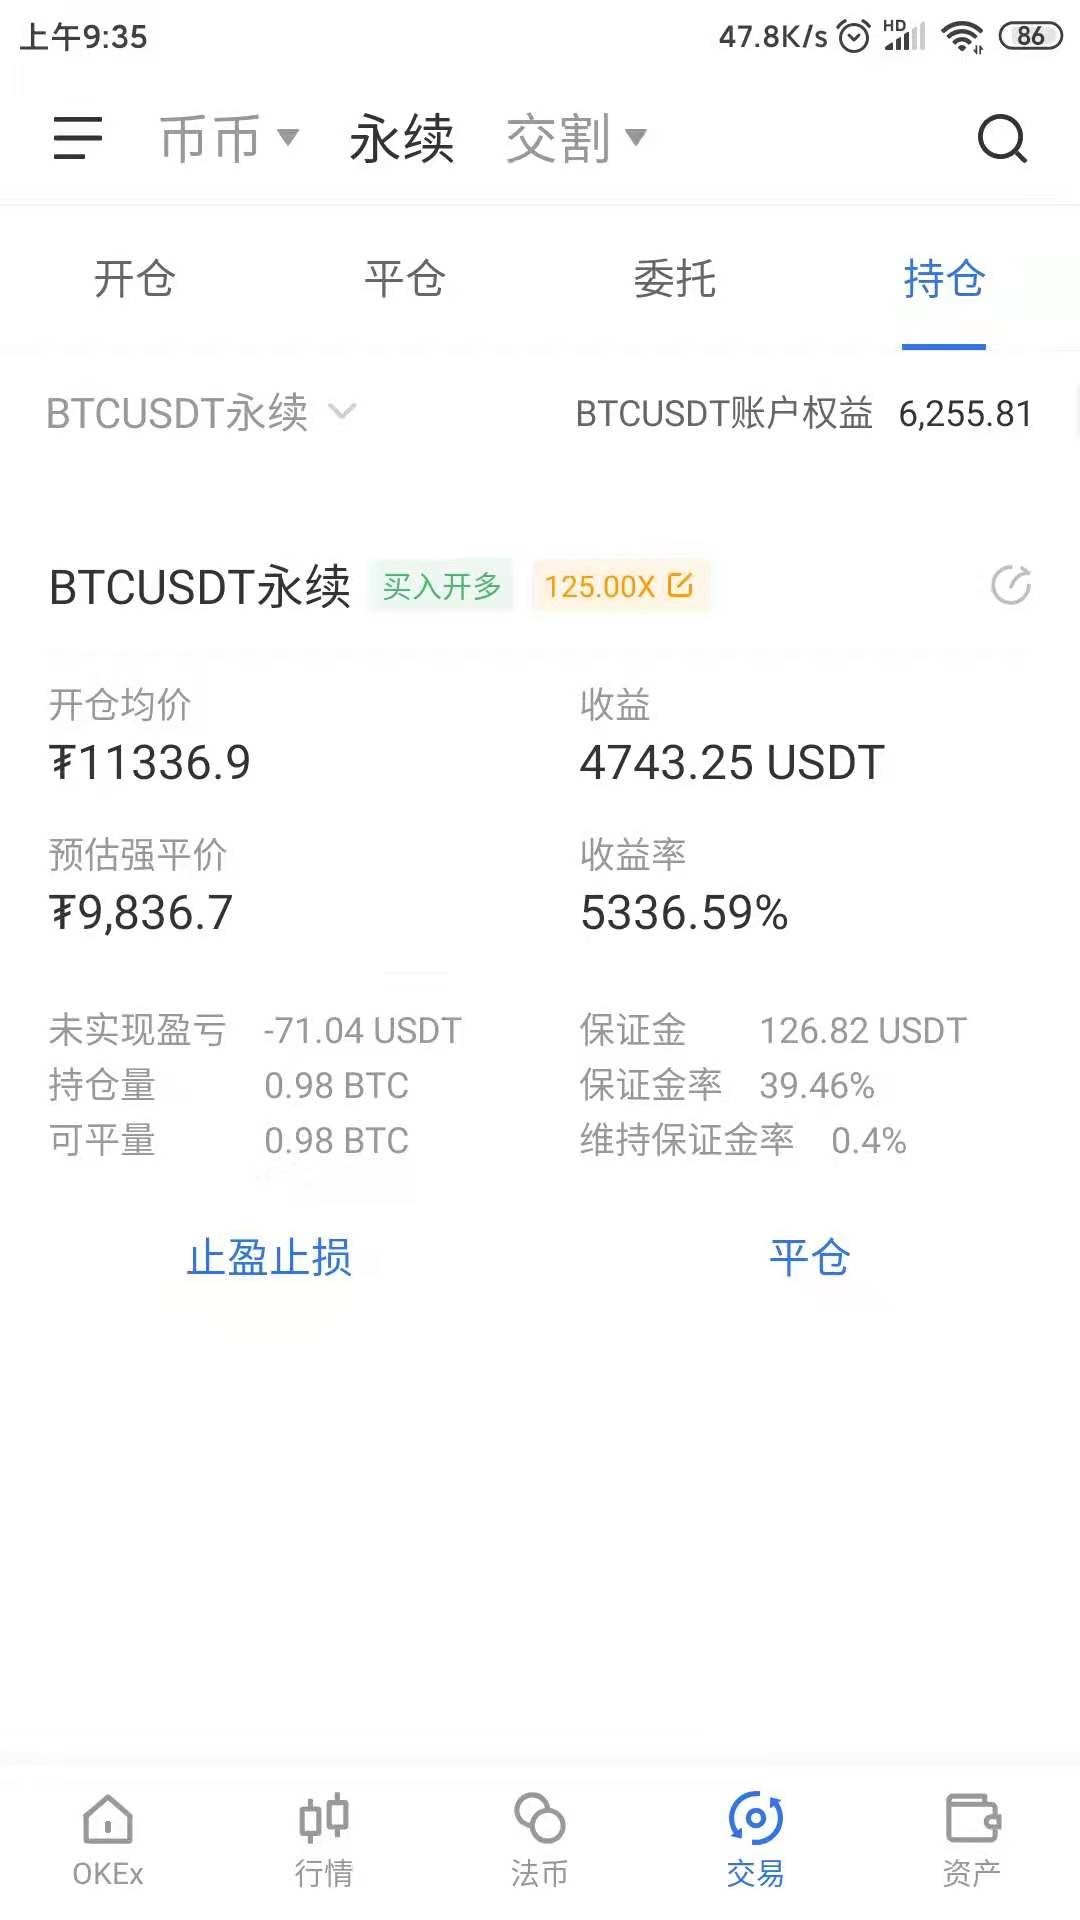 上午9:35 47.8K/s HD 86
币币 永续 交割
开仓 平仓 委托 持仓
BTCUSDT永续 BTCUSDT账户权益 6,255.81
BTCUSDT永续 买入开多 125.00X
开仓均价 收益
₮11336.9 4743.25 USDT
预估强平价 收益率
₮9,836.7 5336.59%
未实现盈亏 -71.04 USDT 保证金 126.82 USDT
持仓量 0.98 BTC 保证金率 39.46%
可平量 0.98 BTC 维持保证金率 0.4%
止盈止损 平仓
OKEx 行情 法币 交易 资产